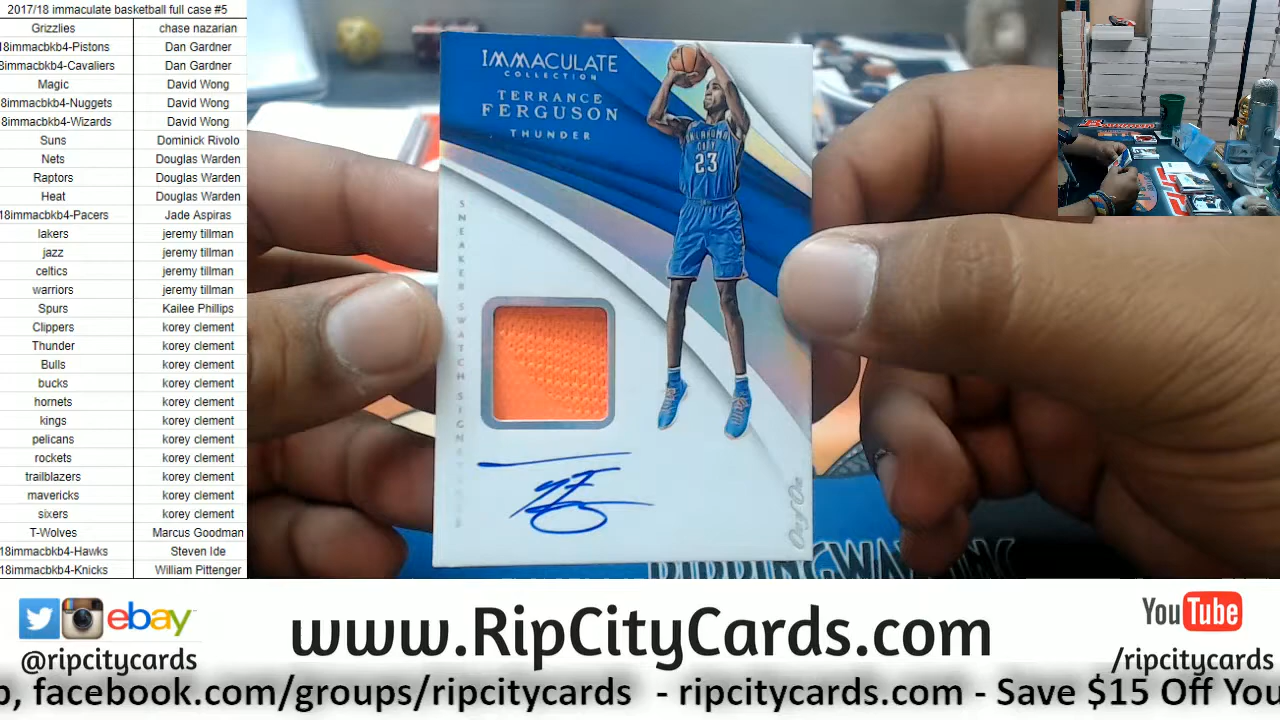 2017/18 immaculate basketball full case #5
Grizzlies chase nazarian
18immacbkb4-Pistons Dan Gardner
8immacbkb4-Cavaliers Dan Gardner
Magic David Wong
8immacbkb4-Nuggets David Wong
8immacbkb4-Wizards David Wong
Suns Dominick Rivolo
Nets Douglas Warden
Raptors Douglas Warden
Heat Douglas Warden
18immacbkb4-Pacers Jade Aspiras
lakers jeremy tillman
jazz jeremy tillman
celtics jeremy tillman
warriors jeremy tillman
Spurs Kailee Phillips
Clippers korey clement
Thunder korey clement
Bulls korey clement
bucks korey clement
hornets korey clement
kings korey clement
pelicans korey clement
rockets korey clement
trailblazers korey clement
mavericks korey clement
sixers korey clement
T-Wolves Marcus Goodman
18immacbkb4-Hawks Steven Ide
18immacbkb4-Knicks William Pittenger
IMMACULATE
COLLECTION
TERRANCE
FERGUSON
THUNDER
OKLAHOMA
CITY
23
SNEAKER SWATCH
One of One
ebay
@ripcitycards
www.RipCityCards.com
YouTube
/ripcitycards
p, facebook.com/groups/ripcitycards - ripcitycards.com - Save $15 Off You